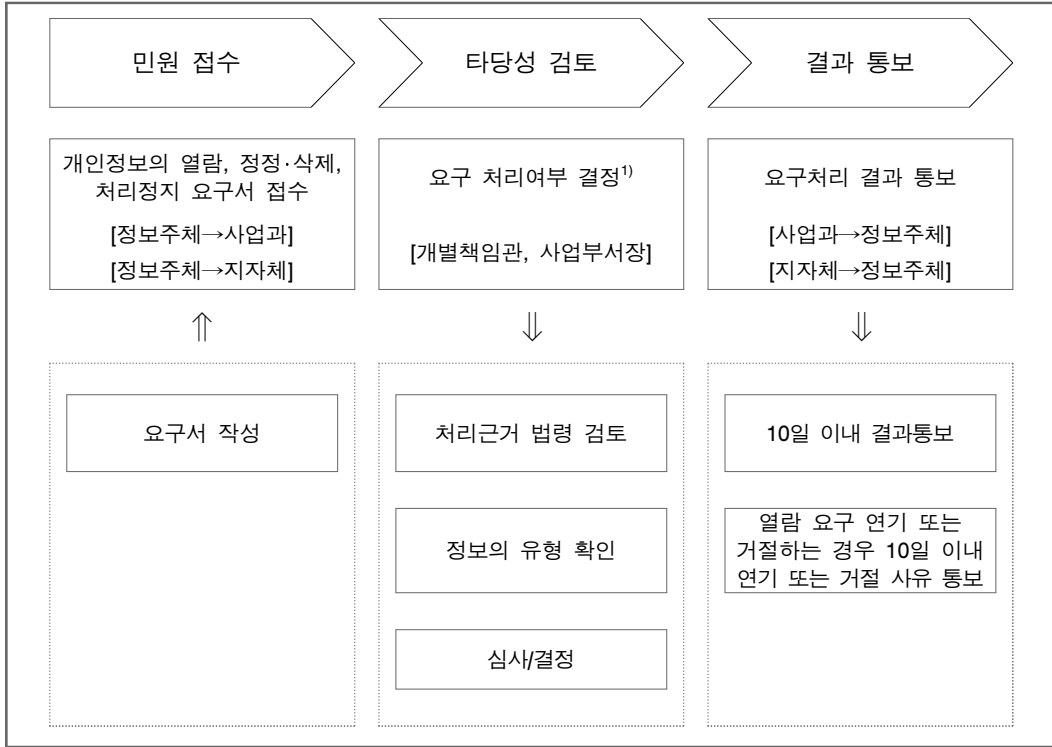 민원 접수
타당성 검토
결과 통보
개인정보의 열람, 정정·삭제,
처리정지 요구서 접수
[정보주체→사업과]
[정보주체→지자체]
요구 처리여부 결정1)
[개별책임관, 사업부서장]
요구처리 결과 통보
[사업과→정보주체]
[지자체→정보주체]
⇑
⇓
⇓
요구서 작성
처리근거 법령 검토
정보의 유형 확인
심사/결정
10일 이내 결과통보
열람 요구 연기 또는
거절하는 경우 10일 이내
연기 또는 거절 사유 통보